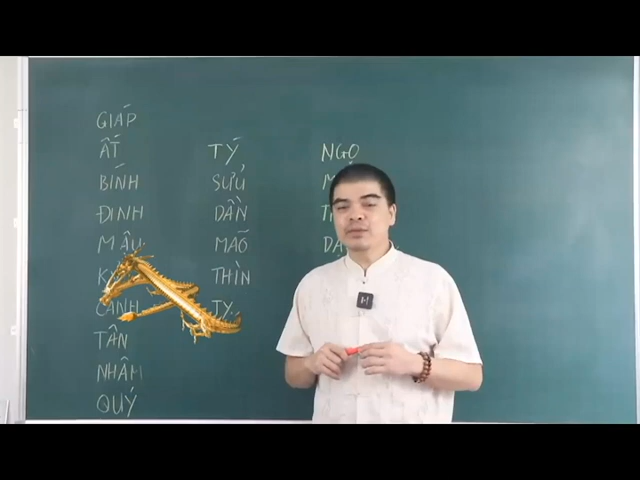 GIÁP
ẤT
BÍNH
ĐINH
MẬU
CANH
TÂN
NHÂM
QUÝ
TÝ
SỬU
DẦN
MÃO
THÌN
TỴ
NGỌ